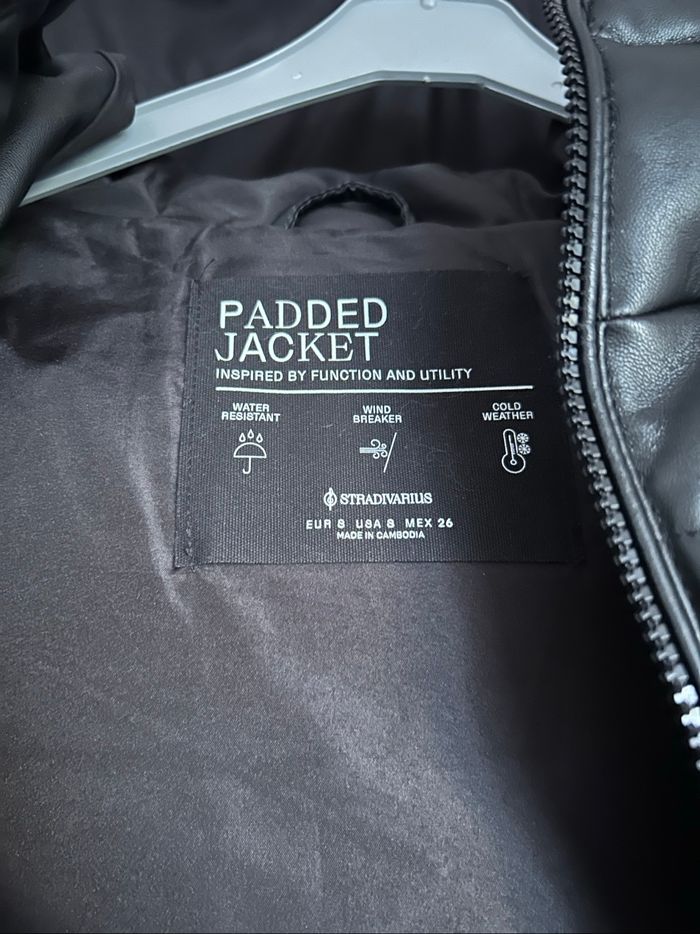 PADDED
JACKET
INSPIRED BY FUNCTION AND UTILITY
WATER
RESISTANT
WIND
BREAKER
COLD
WEATHER
STRADIVARIUS
EUR S USA S MEX 26
MADE IN CAMBODIA